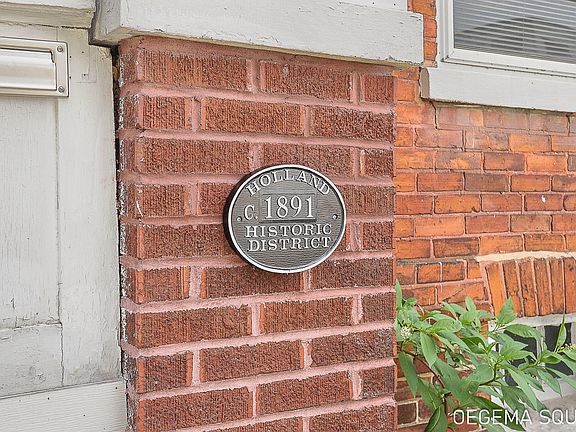 HOLLAND
C. 1891
HISTORIC
DISTRICT
OEGEMA SQU